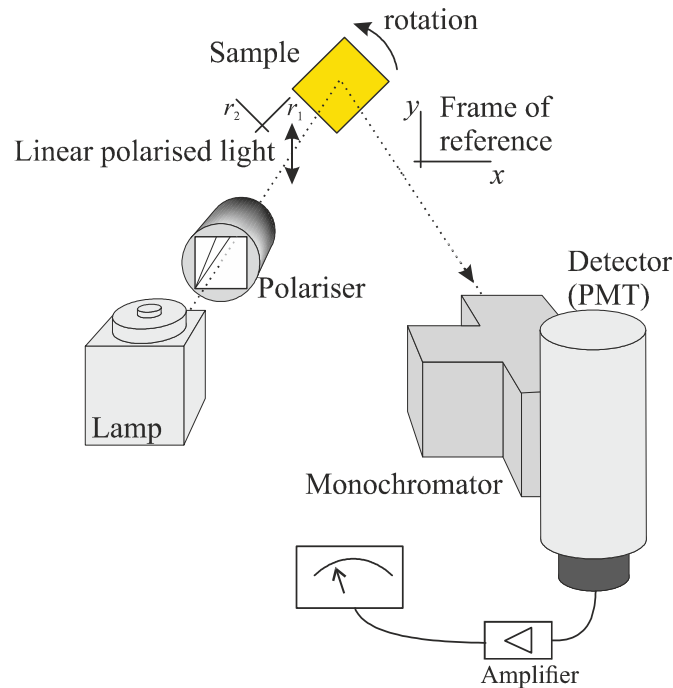 rotation
Sample
r₂
r₁
y
Frame of
reference
x
Linear polarised light
Polariser
Detector
(PMT)
Lamp
Monochromator
Amplifier